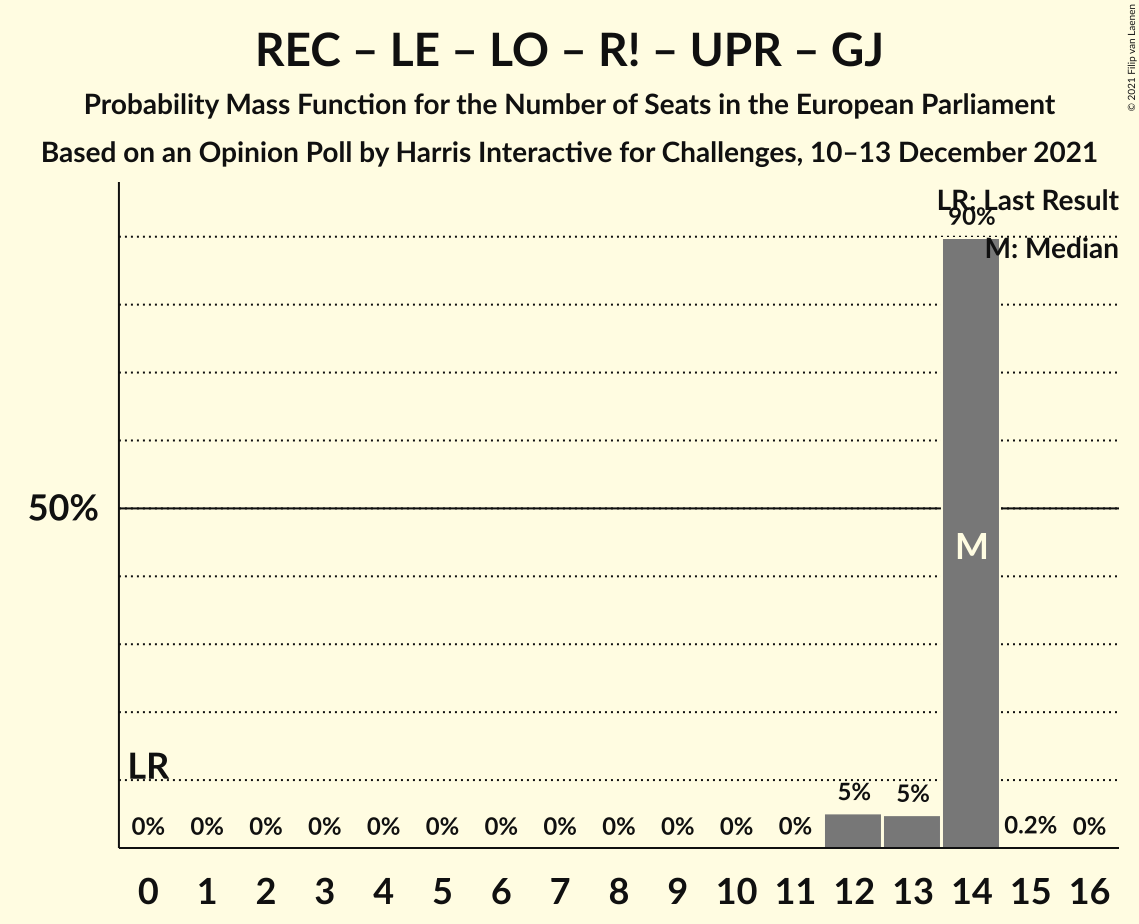 REC – LE – LO – R! – UPR – GJ
Probability Mass Function for the Number of Seats in the European Parliament
Based on an Opinion Poll by Harris Interactive for Challenges, 10–13 December 2021
© 2021 Filip van Laenen
LR: Last Result
90%
M: Median
50%
M
LR
5%
5%
0% 0% 0% 0% 0% 0% 0% 0% 0% 0% 0% 0% 0.2% 0%
0 1 2 3 4 5 6 7 8 9 10 11 12 13 14 15 16